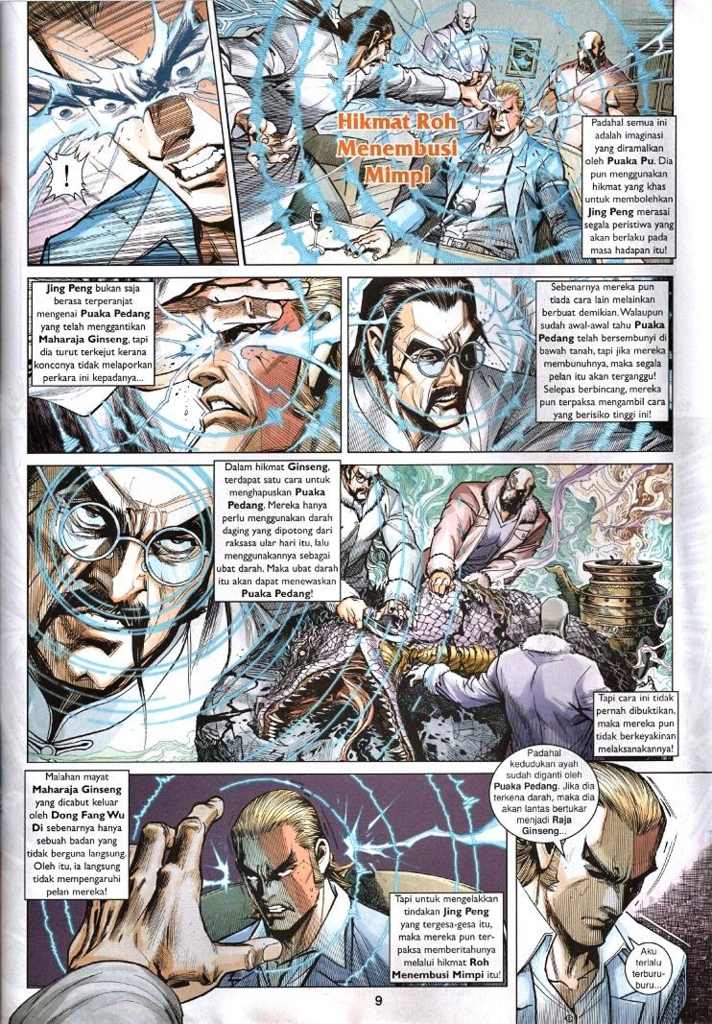 !
Hikmat Roh
Menembusi
Mimpi
Padahal semua ini
adalah imaginasi
yang diramalkan
oleh Puaka Pu. Dia
pun menggunakan
hikmat yang khas
untuk membolehkan
Jing Peng merasai
segala peristiwa yang
akan berlaku pada
masa hadapan itu!
Jing Peng bukan saja
berasa terperanjat
mengenai Puaka Pedang
yang telah menggantikan
Maharaja Ginseng, tapi
dia turut terkejut kerana
konconya tidak melaporkan
perkara ini kepadanya...
Sebenarnya mereka pun
tiada cara lain melainkan
berbuat demikian. Walaupun
sudah awal-awal tahu Puaka
Pedang telah bersembunyi di
bawah tanah, tapi jika mereka
membunuhnya, maka segala
pelan itu akan terganggu!
Selepas berbincang, mereka
pun terpaksa mengambil cara
yang berisiko tinggi ini!
Dalam hikmat Ginseng,
terdapat satu cara untuk
menghapuskan Puaka
Pedang. Mereka hanya
perlu menggunakan darah
daging yang dipotong dari
raksasa ular hari itu, lalu
menggunakannya sebagai
ubat darah. Maka ubat darah
itu akan dapat menewaskan
Puaka Pedang!
Tapi cara ini tidak
pernah dibuktikan,
maka mereka pun
tidak berkeyakinan
melaksanakannya!
Malahan mayat
Maharaja Ginseng
yang dicabut keluar
oleh Dong Fang Wu
Di sebenarnya hanya
sebatang badan yang
tidak berguna langsung.
Oleh itu, ia langsung
tidak mempengaruhi
pelan mereka!
Tapi untuk mengelakkan
tindakan Jing Peng
yang tergesa-gesa itu,
maka mereka pun ter-
paksa memberitahunya
melalui hikmat Roh
Menembusi Mimpi itu!
Padahal
kedudukan ayah
sudah diganti oleh
Puaka Pedang. Jika dia
terkena darah, maka dia
akan lantas bertukar
menjadi Raja
Ginseng...
Aku
terlalu
terburu-
buru...
9